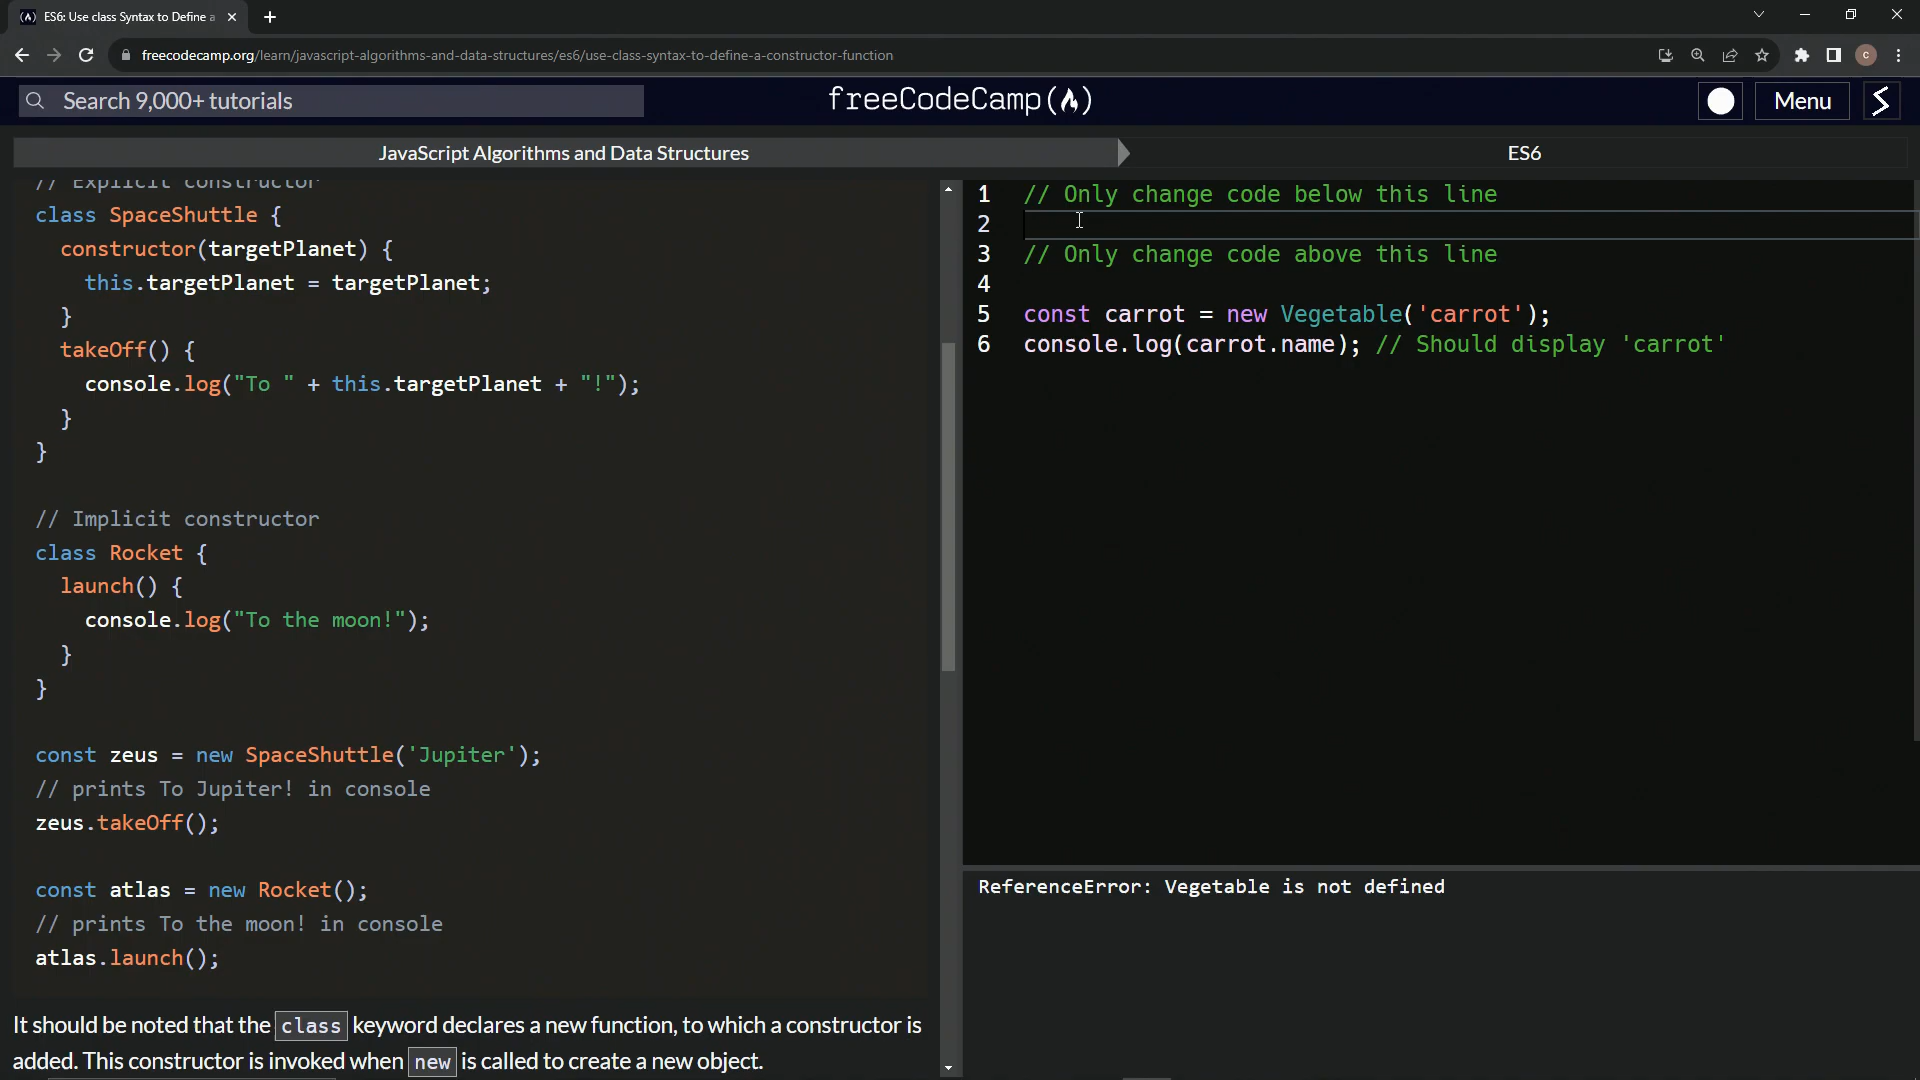 ES6: Use class Syntax to Define a
freecodecamp.org/learn/javascript-algorithms-and-data-structures/es6/use-class-syntax-to-define-a-constructor-function
C
Search 9,000+ tutorials
freeCodeCamp
Menu
JavaScript Algorithms and Data Structures
ES6
// Explicit constructor
class SpaceShuttle {
constructor(targetPlanet) {
this.targetPlanet = targetPlanet;
}
takeOff() {
console.log("To " + this.targetPlanet + "!");
}
}
// Implicit constructor
class Rocket {
launch() {
console.log("To the moon!");
}
}
const zeus = new SpaceShuttle('Jupiter');
// prints To Jupiter! in console
zeus.takeOff();
const atlas = new Rocket();
// prints To the moon! in console
atlas.launch();
It should be noted that the class keyword declares a new function, to which a constructor is
added. This constructor is invoked when new is called to create a new object.
1 // Only change code below this line
2
3 // Only change code above this line
4
5 const carrot = new Vegetable('carrot');
6 console.log(carrot.name); // Should display 'carrot'
ReferenceError: Vegetable is not defined